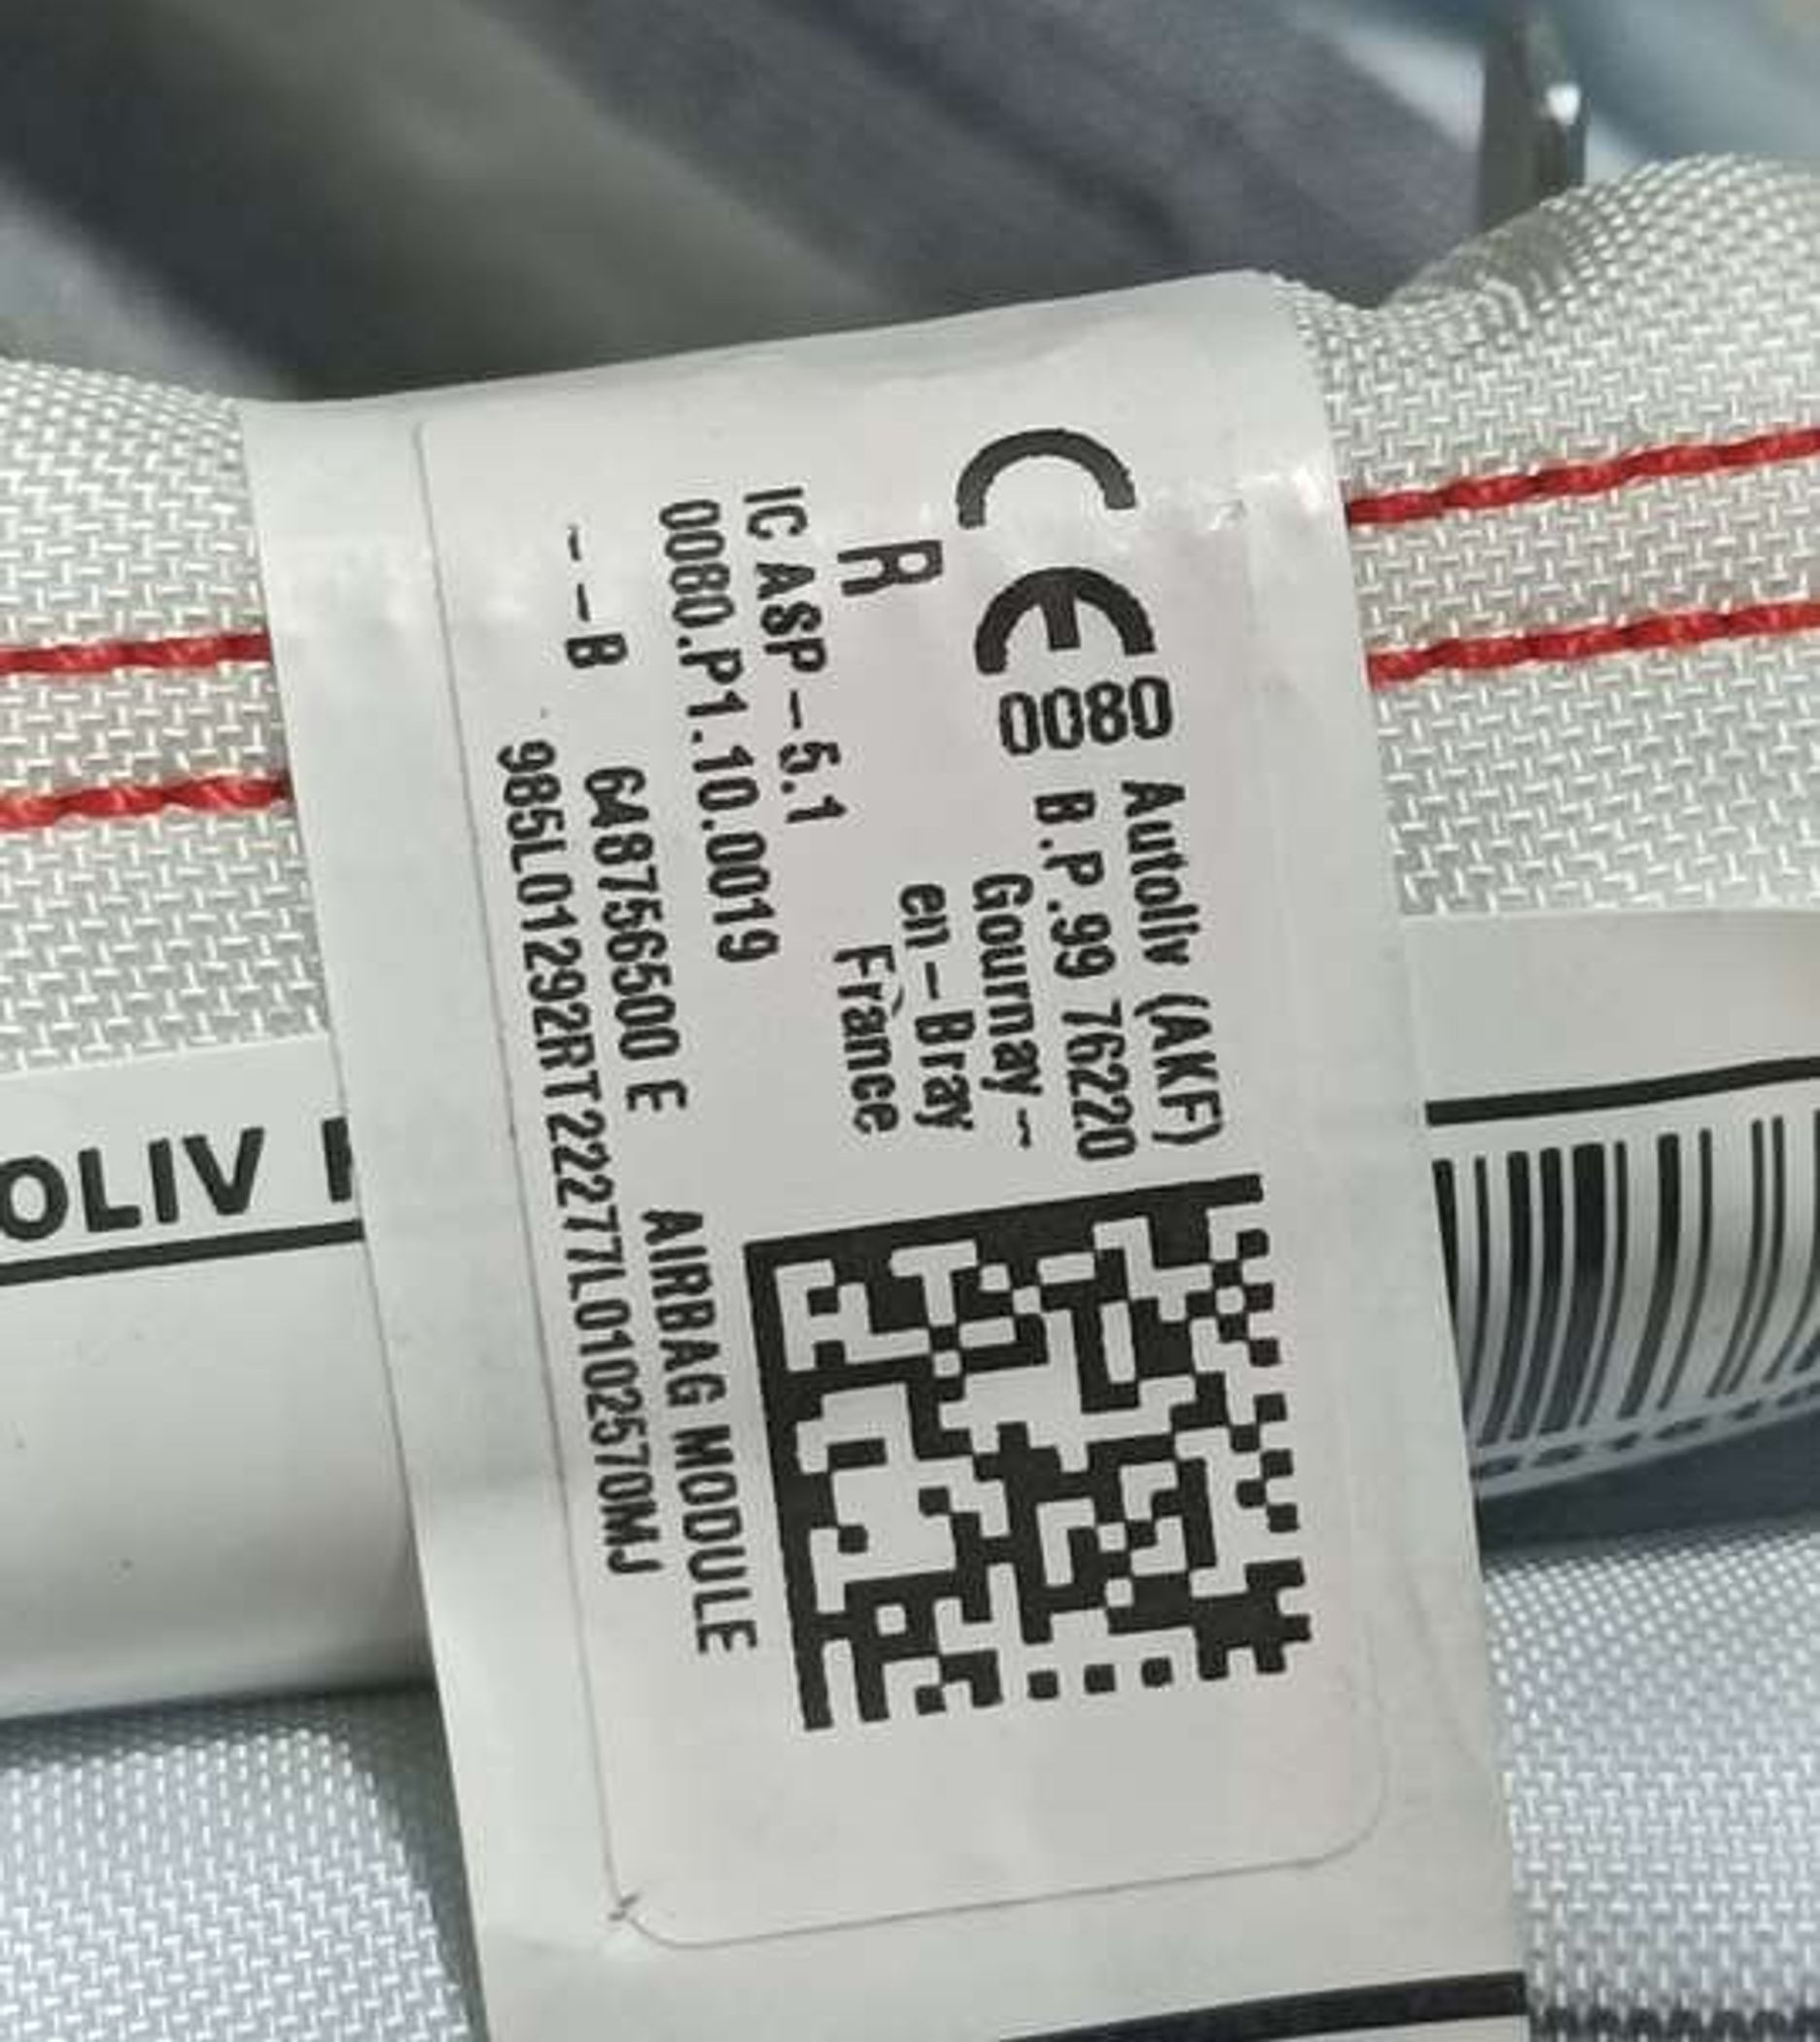 CE 0080
Autoliv (AKF)
B.P.99 76220
Gournay-
en-Bray
France
R
IC ASP-5.1
0080.P1.10.0019
--B 648756500 E AIRBAG MODULE
985L01292RT22277L0102570MJ
OLIV